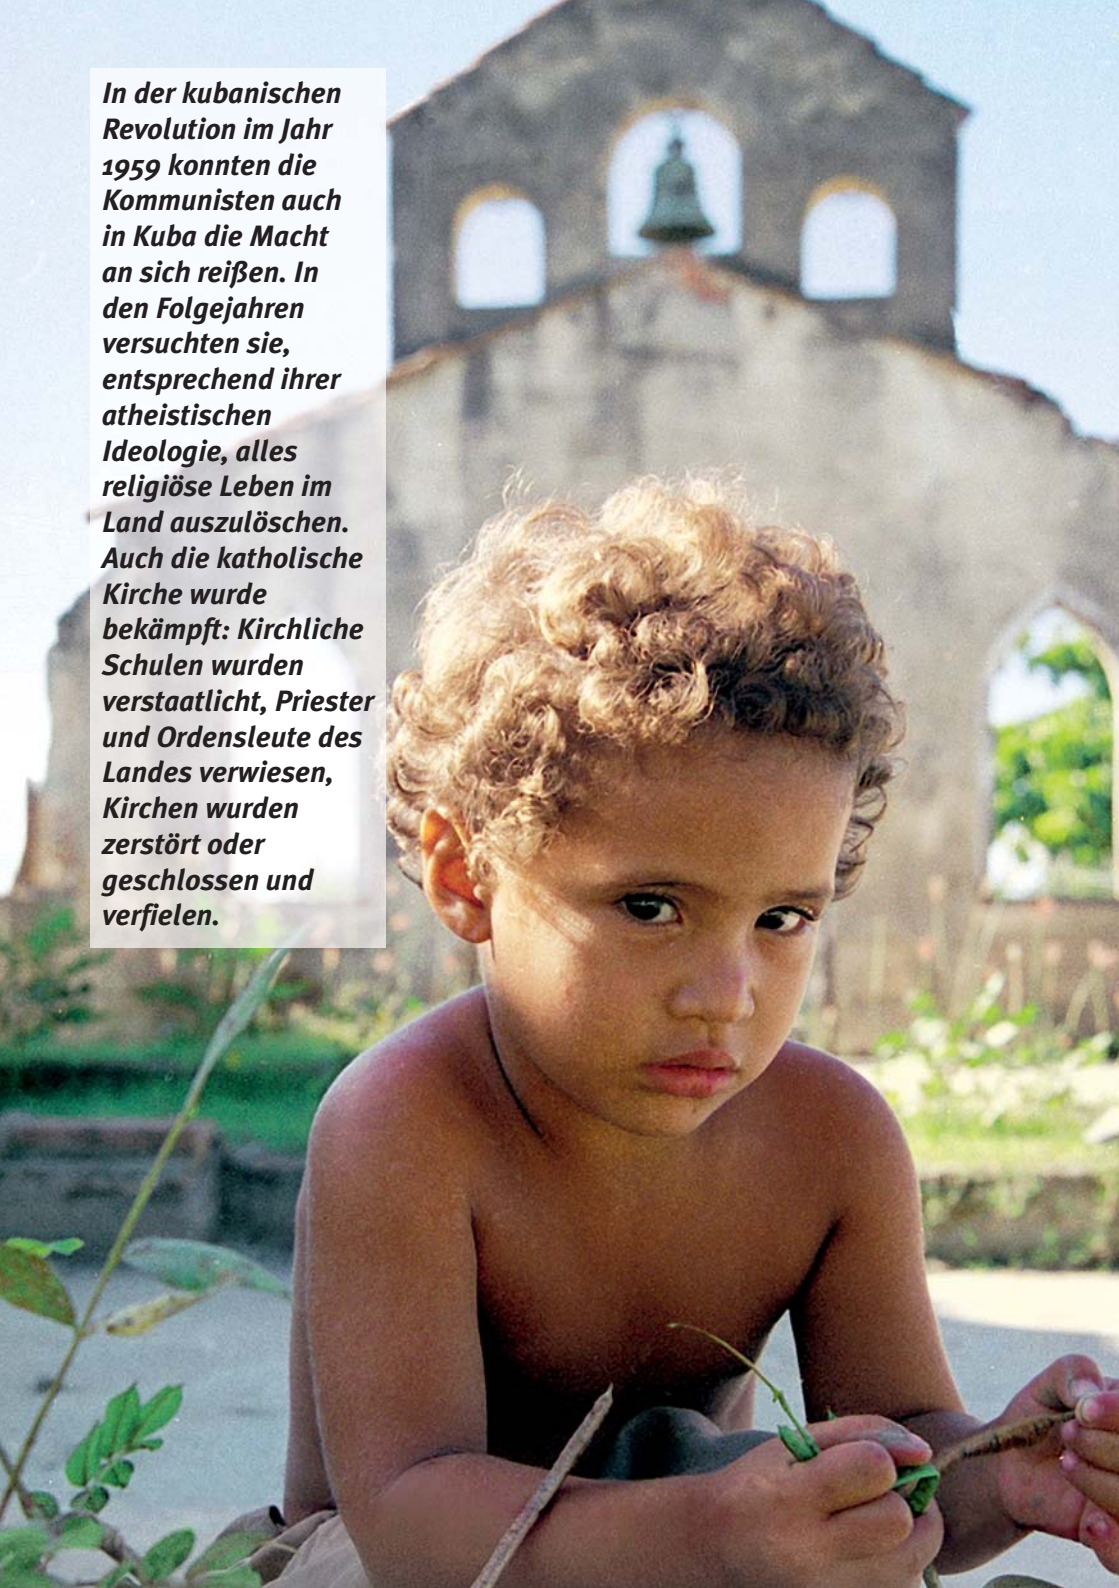 In der kubanischen
Revolution im Jahr
1959 konnten die
Kommunisten auch
in Kuba die Macht
an sich reißen. In
den Folgejahren
versuchten sie,
entsprechend ihrer
atheistischen
Ideologie, alles
religiöse Leben im
Land auszulöschen.
Auch die katholische
Kirche wurde
bekämpft: Kirchliche
Schulen wurden
verstaatlicht, Priester
und Ordensleute des
Landes verwiesen,
Kirchen wurden
zerstört oder
geschlossen und
verfielen.